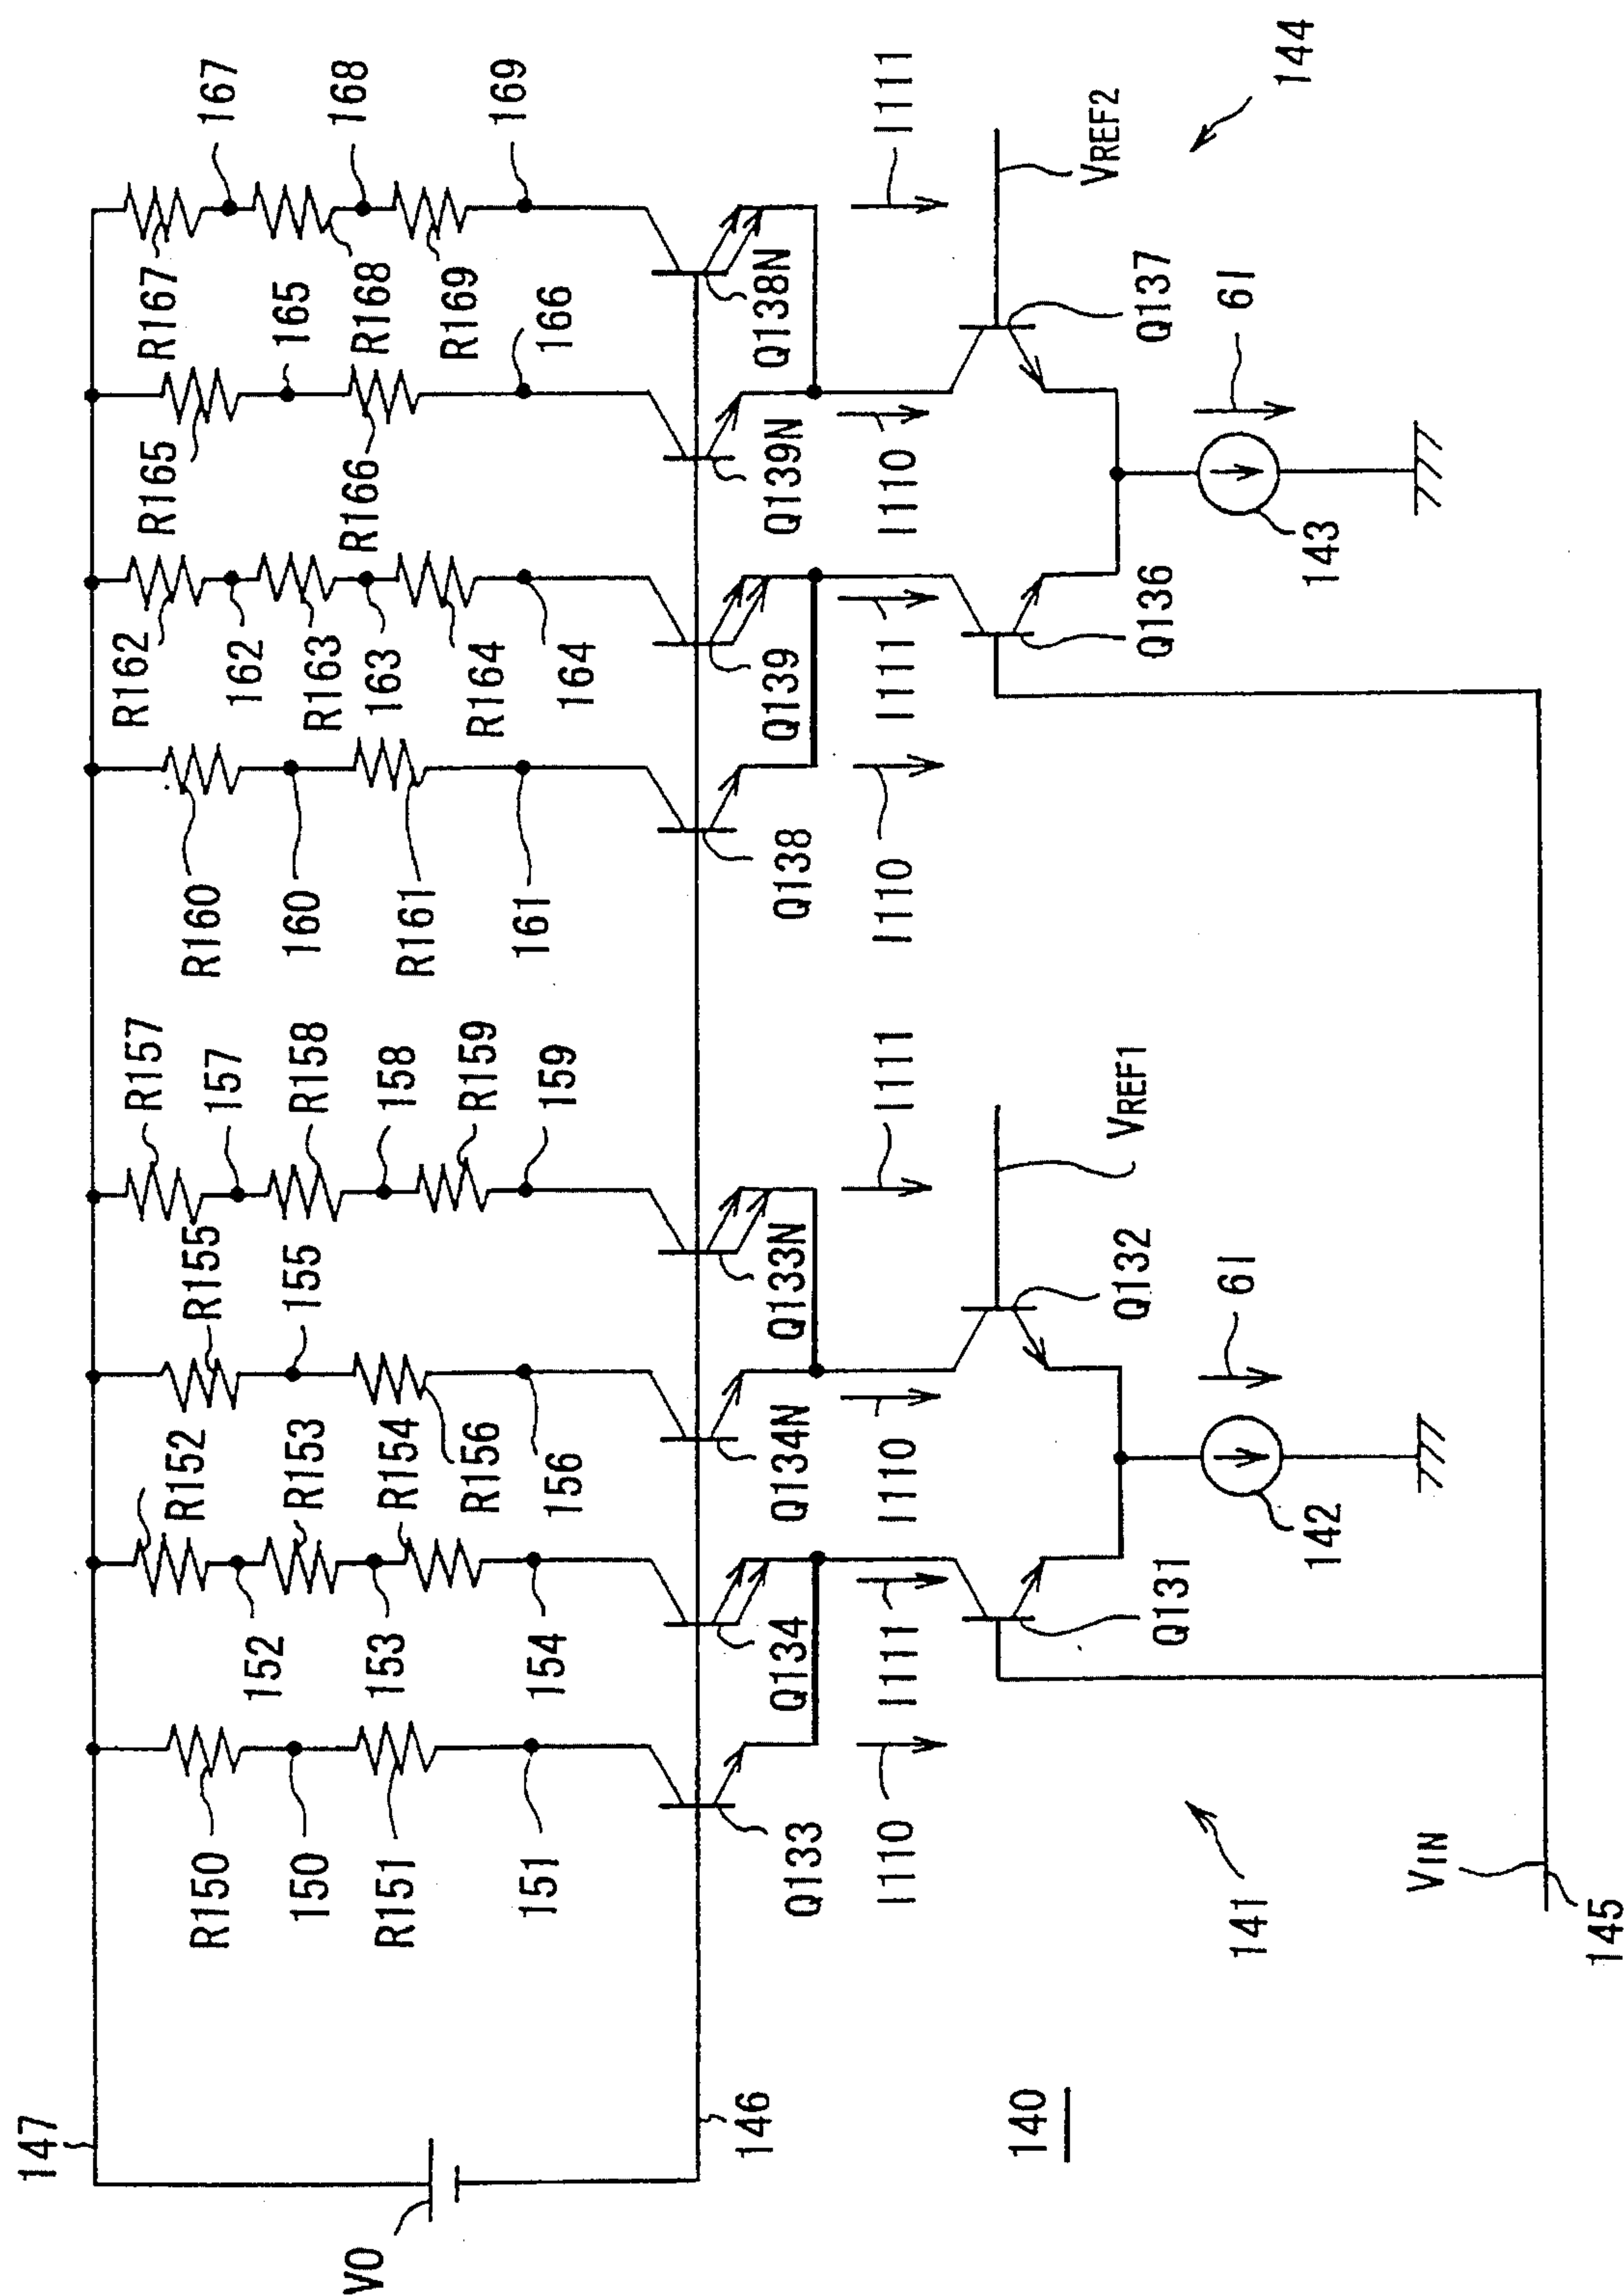 147
R157
R162
R165
R167
R150
R152
R155
157
R160
167
150
152
R153
155
R158
160
162
R163
165
V0
R151
153
R154
158
163
R166
R168
168
R156
R159
R161
R164
R169
169
151
154
156
159
161
164
166
146
Q133
Q134
Q134N
Q133N
Q138
Q139
Q139N
Q138N
I110
I111
I110
I111
I110
I111
I110
I111
140
VREF1
VREF2
Q131
Q132
Q136
Q137
141
6I
6I
144
142
143
VIN
145